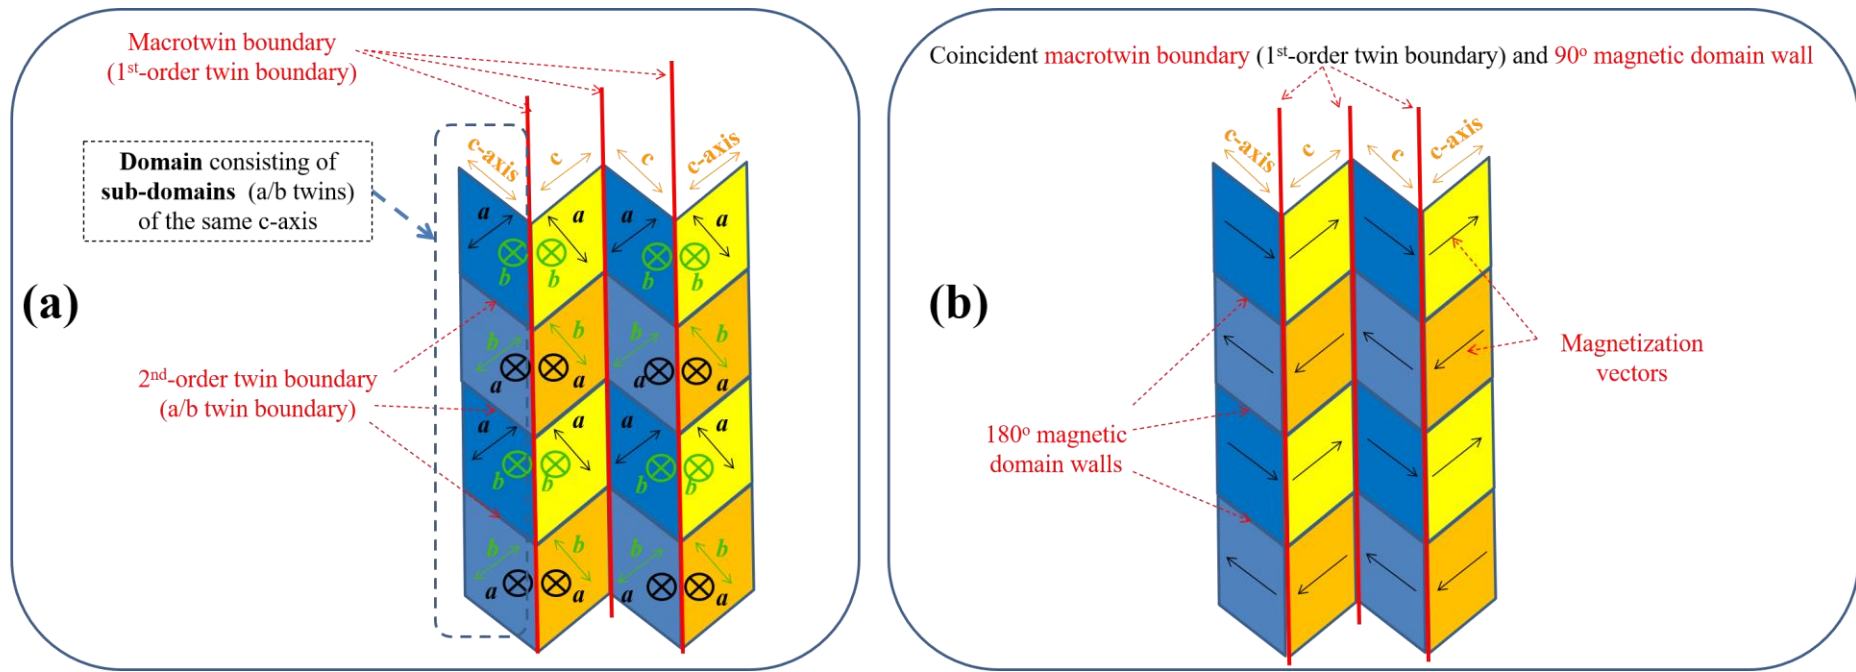 (a)
Macrotwin boundary
(1st-order twin boundary)
Domain consisting of
sub-domains (a/b twins)
of the same c-axis
c-axis c c c-axis
a a a a
b b b b
b b b b
a a a a
a a a a
b b b b
b b b b
a a a a
2nd-order twin boundary
(a/b twin boundary)
(b)
Coincident macrotwin boundary (1st-order twin boundary) and 90o magnetic domain wall
c-axis c c c-axis
Magnetization
vectors
180o magnetic
domain walls